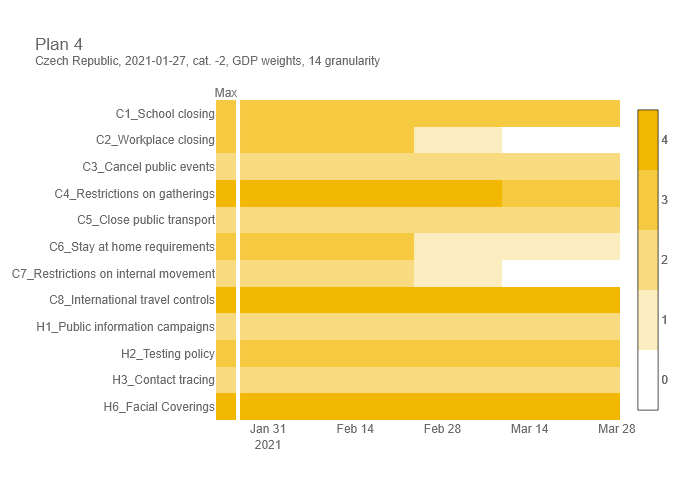 Plan 4
Czech Republic, 2021-01-27, cat. -2, GDP weights, 14 granularity
Max
C1_School closing
C2_Workplace closing
C3_Cancel public events
C4_Restrictions on gatherings
C5_Close public transport
C6_Stay at home requirements
C7_Restrictions on internal movement
C8_International travel controls
H1_Public information campaigns
H2_Testing policy
H3_Contact tracing
H6_Facial Coverings
Jan 31 Feb 14 Feb 28 Mar 14 Mar 28
2021
4
3
2
1
0